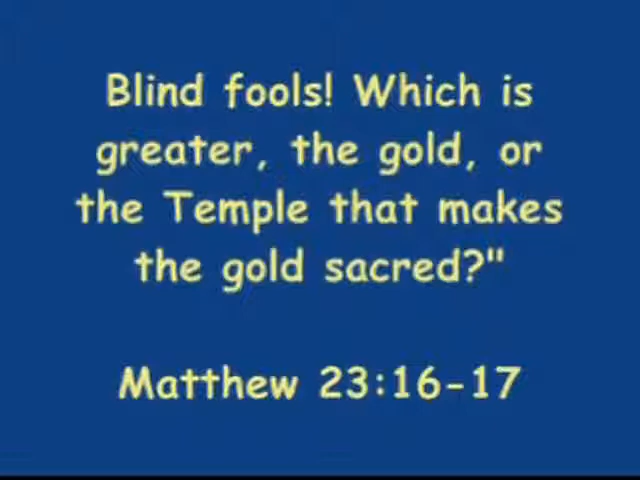 Blind fools! Which is
greater, the gold, or
the Temple that makes
the gold sacred?"
Matthew 23:16-17